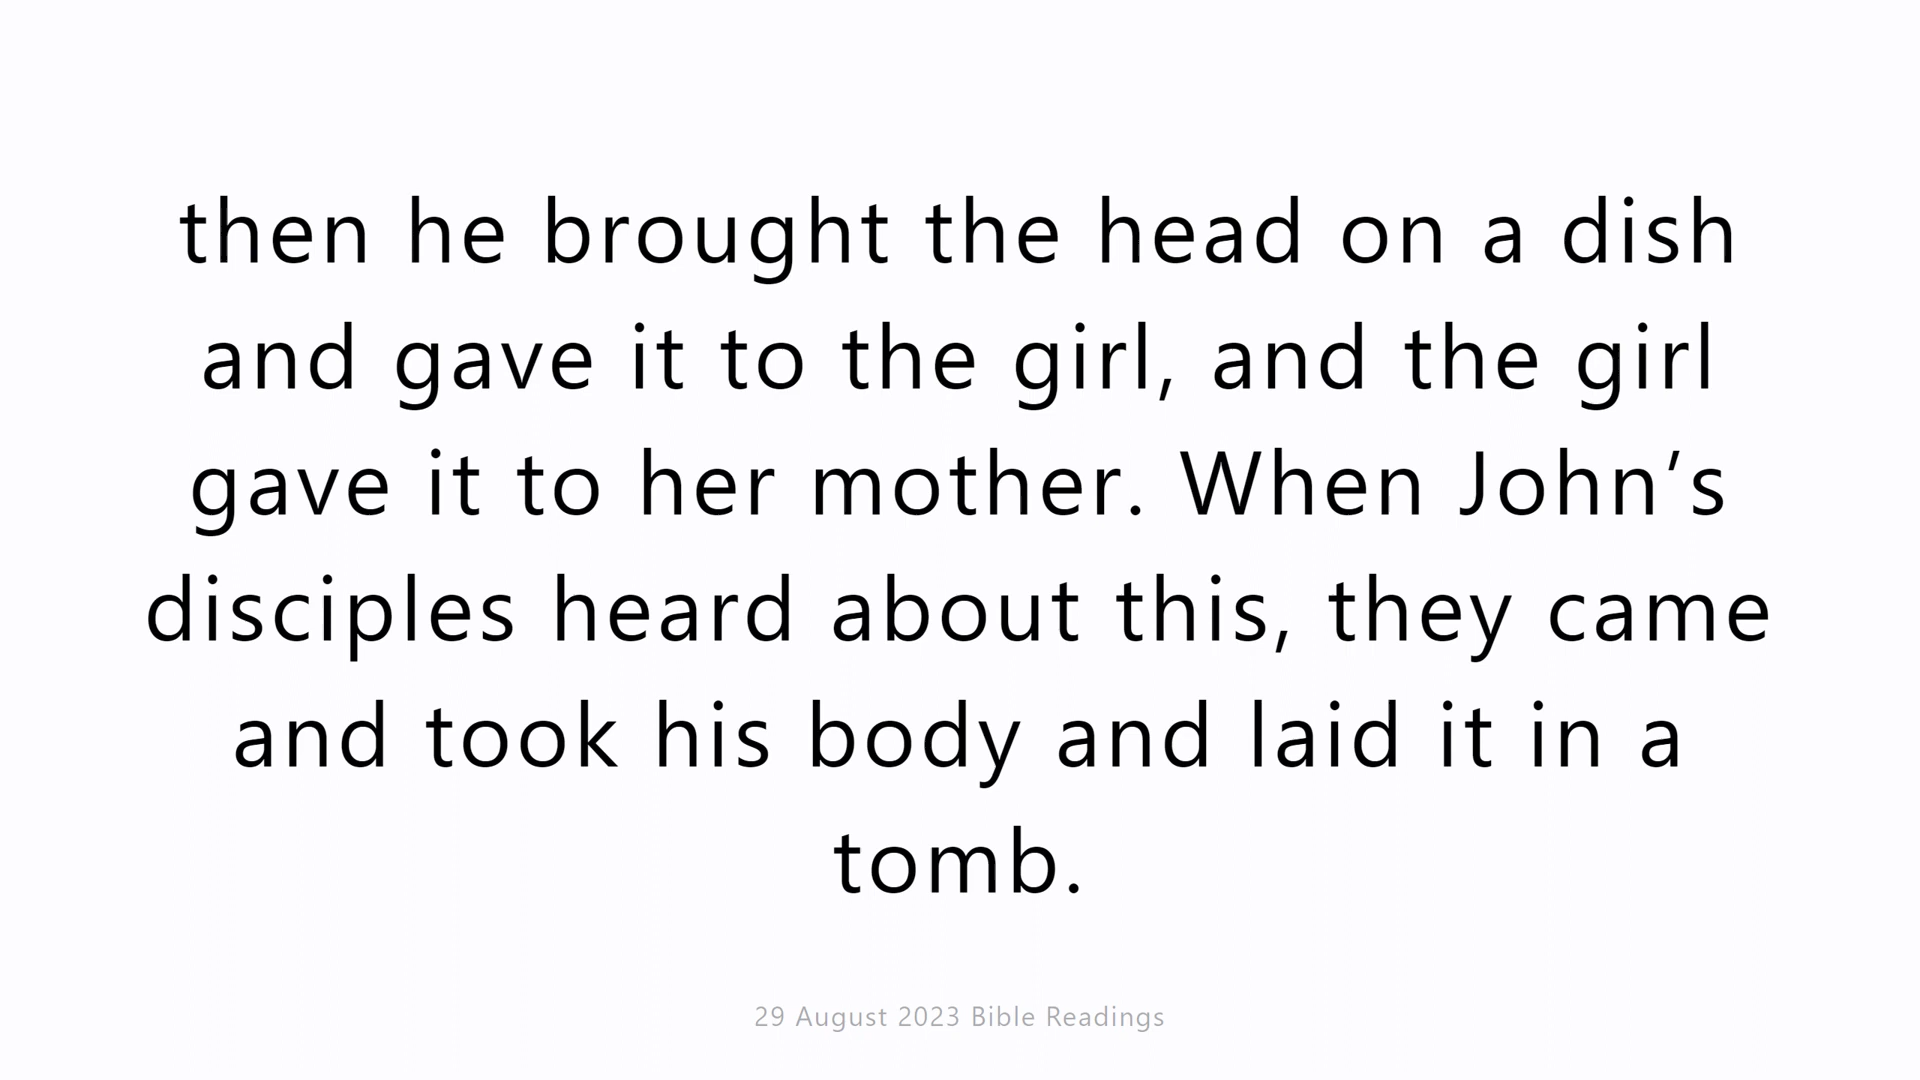 then he brought the head on a dish
and gave it to the girl, and the girl
gave it to her mother. When John’s
disciples heard about this, they came
and took his body and laid it in a
tomb.
29 August 2023 Bible Readings